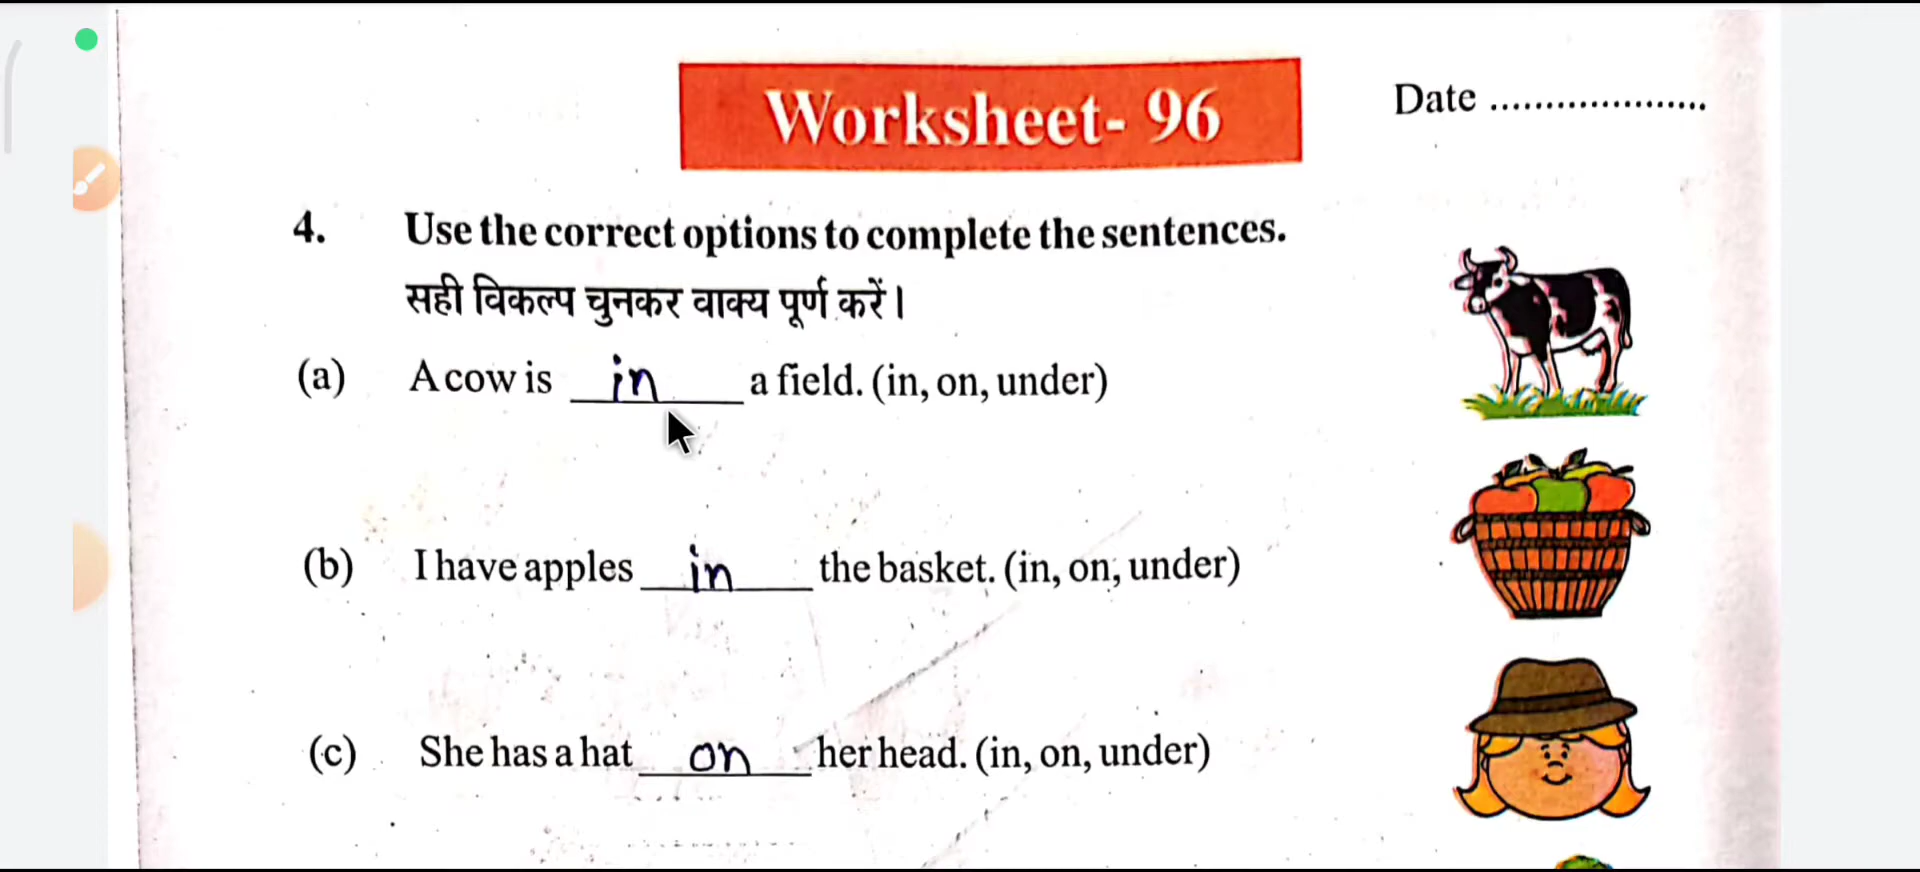 Worksheet- 96
Date ....................
4. Use the correct options to complete the sentences.
सही विकल्प चुनकर वाक्य पूर्ण करें।
(a) A cow is in a field. (in, on, under)
(b) I have apples in the basket. (in, on, under)
(c) She has a hat on her head. (in, on, under)